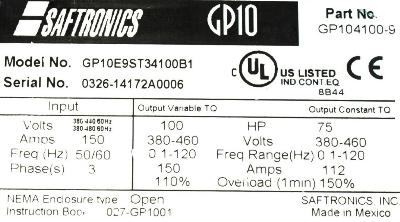 SAFTRONICS GP10 Part No
GP104100-9
Model No. GP10E9ST34100B1
Serial No. 0326-14172A0006
C UL US LISTED CE
IND CONT.EQ
8B44
Input Output Variable TQ Output Constant TQ
Volts 380-440 50Hz 380-480 60Hz 100 HP 75
Amps 150 380-460 Volts 380-460
Freq (Hz) 50/60 0.1-120 Freq Range(Hz) 0.1-120
Phase(s) 3 150 Amps 112
110% Overload (1min) 150%
NEMA Enclosure type Open SAFTRONICS INC.
Instruction Book 027-GP1001 Made in Mexico